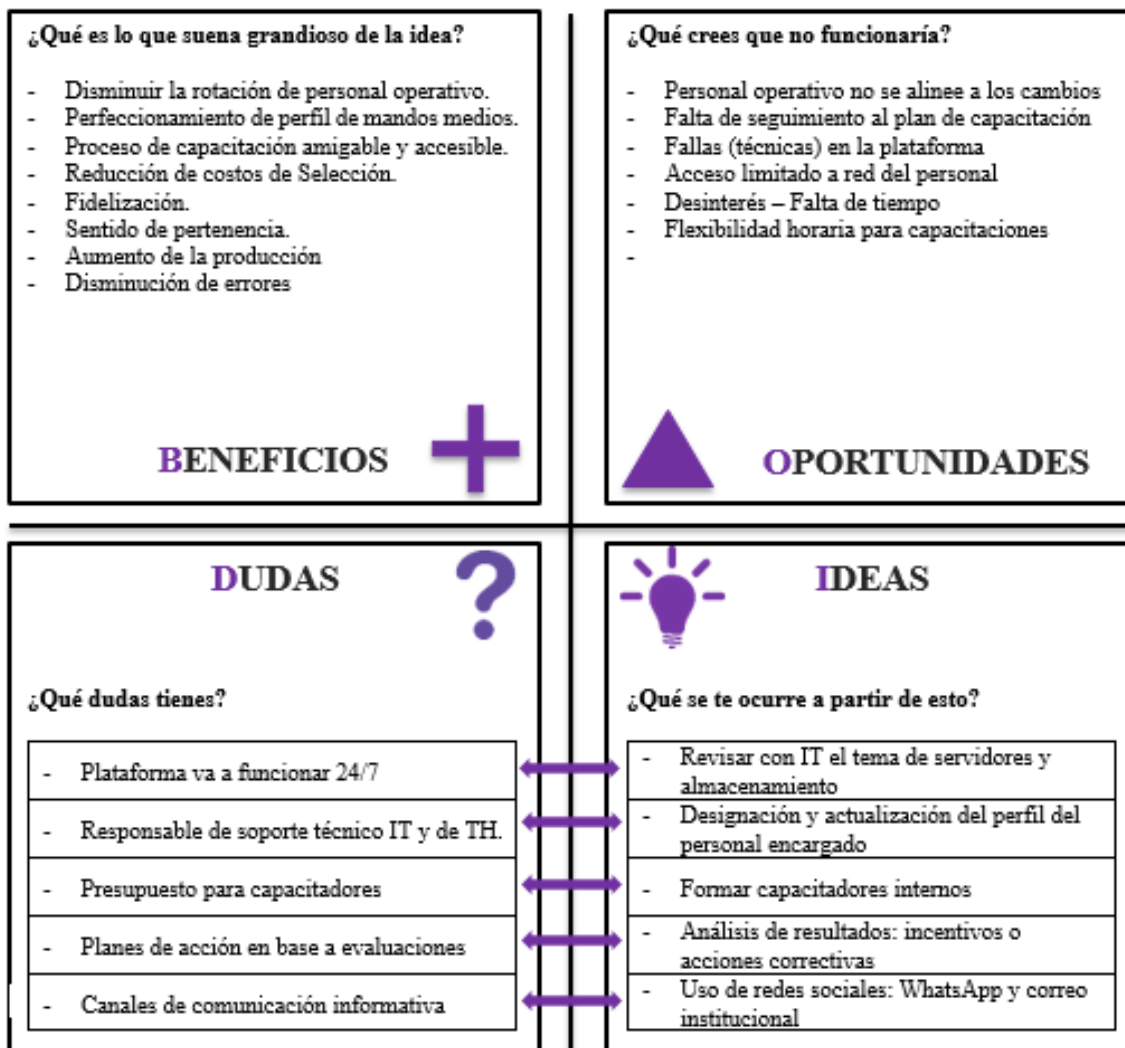 ¿Qué es lo que suena grandioso de la idea?
- Disminuir la rotación de personal operativo.
- Perfeccionamiento de perfil de mandos medios.
- Proceso de capacitación amigable y accesible.
- Reducción de costos de Selección.
- Fidelización.
- Sentido de pertenencia.
- Aumento de la producción
- Disminución de errores
BENEFICIOS
¿Qué crees que no funcionaría?
- Personal operativo no se alinee a los cambios
- Falta de seguimiento al plan de capacitación
- Fallas (técnicas) en la plataforma
- Acceso limitado a red del personal
- Desinterés – Falta de tiempo
- Flexibilidad horaria para capacitaciones
-
OPORTUNIDADES
DUDAS
¿Qué dudas tienes?
- Plataforma va a funcionar 24/7
- Responsable de soporte técnico IT y de TH.
- Presupuesto para capacitadores
- Planes de acción en base a evaluaciones
- Canales de comunicación informativa
IDEAS
¿Qué se te ocurre a partir de esto?
- Revisar con IT el tema de servidores y
almacenamiento
- Designación y actualización del perfil del
personal encargado
- Formar capacitadores internos
- Análisis de resultados: incentivos o
acciones correctivas
- Uso de redes sociales: WhatsApp y correo
institucional